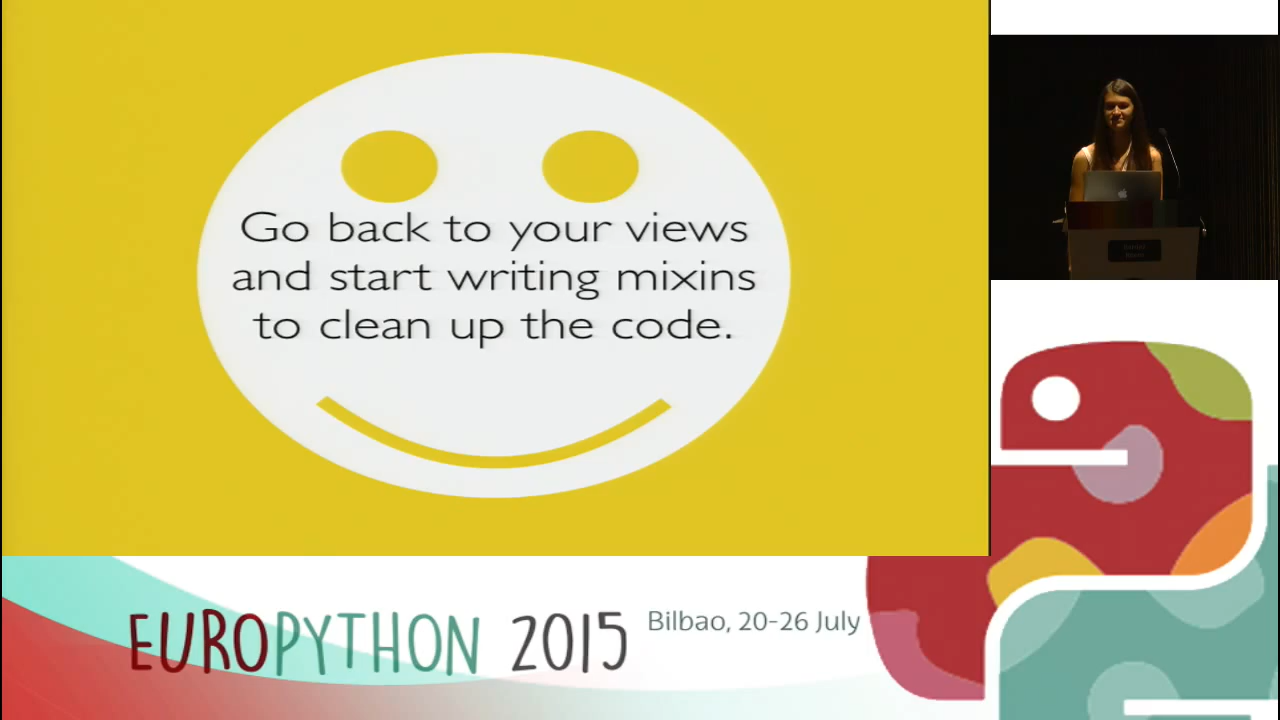 Go back to your views
and start writing mixins
to clean up the code.
EUROPYTHON 2015
Bilbao, 20-26 July